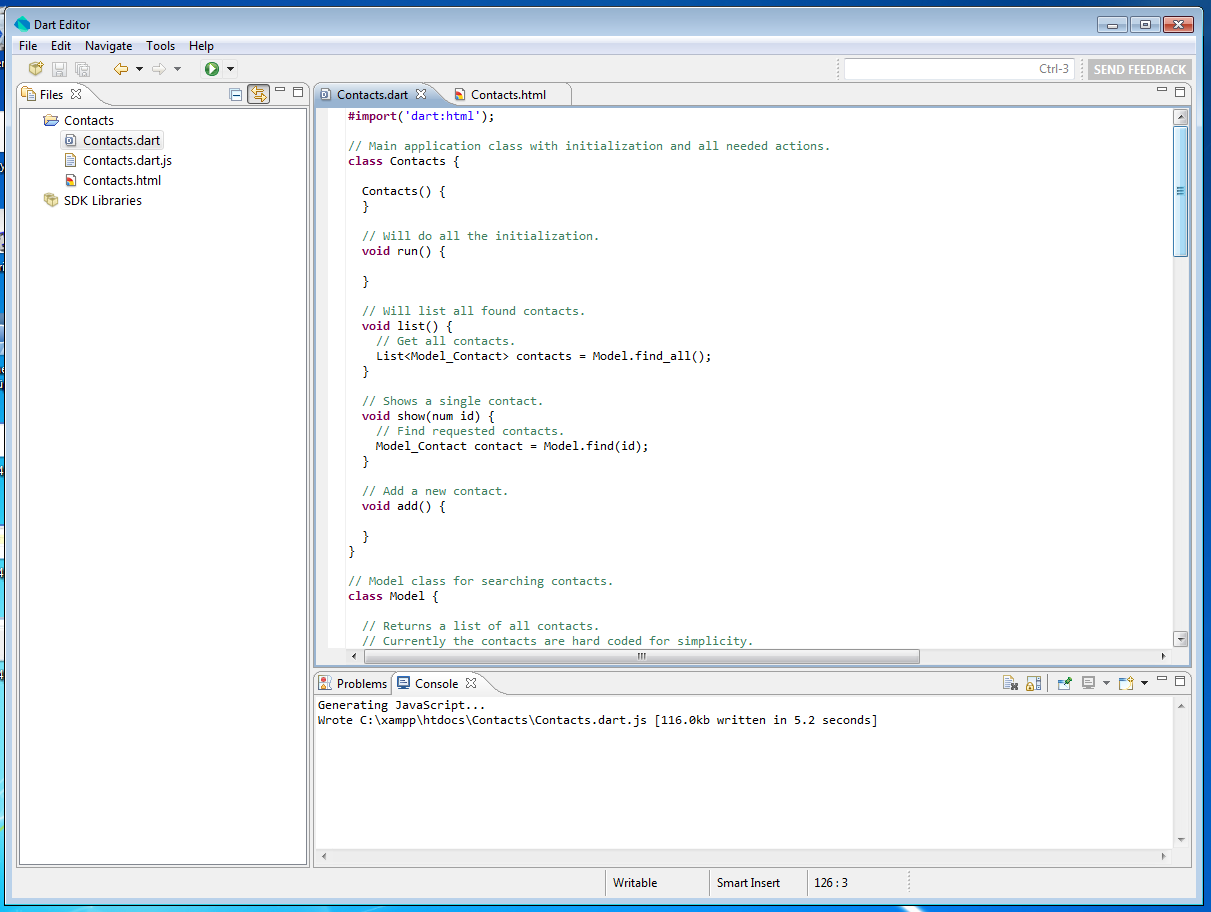 Dart Editor
File Edit Navigate Tools Help
Ctrl-3 SEND FEEDBACK
Files
Contacts
Contacts.dart
Contacts.dart.js
Contacts.html
SDK Libraries
Contacts.dart Contacts.html
#import('dart:html');
// Main application class with initialization and all needed actions.
class Contacts {
Contacts() {
}
// Will do all the initialization.
void run() {
}
// Will list all found contacts.
void list() {
// Get all contacts.
List<Model_Contact> contacts = Model.find_all();
}
// Shows a single contact.
void show(num id) {
// Find requested contacts.
Model_Contact contact = Model.find(id);
}
// Add a new contact.
void add() {
}
}
// Model class for searching contacts.
class Model {
// Returns a list of all contacts.
// Currently the contacts are hard coded for simplicity.
Problems Console
Generating JavaScript...
Wrote C:\xampp\htdocs\Contacts\Contacts.dart.js [116.0kb written in 5.2 seconds]
Writable Smart Insert 126 : 3